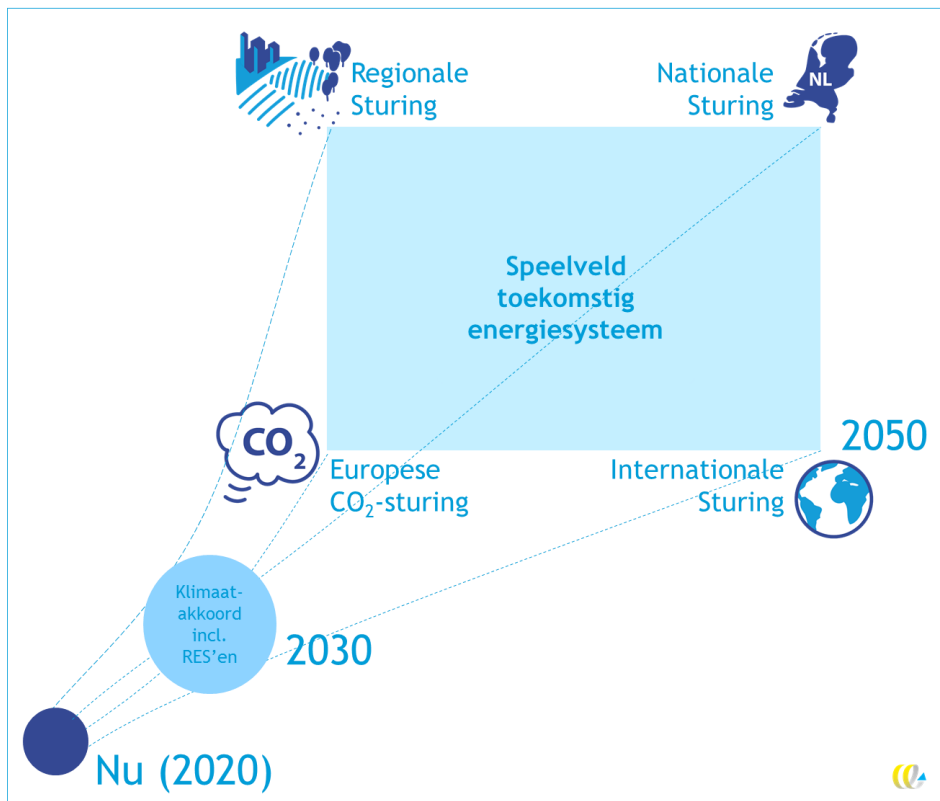 Regionale
Sturing
Nationale
Sturing
NL
Speelveld
toekomstig
energiesysteem
CO₂
2050
Europese
CO₂-sturing
Internationale
Sturing
Klimaat-
akkoord
incl.
RES'en
2030
Nu (2020)